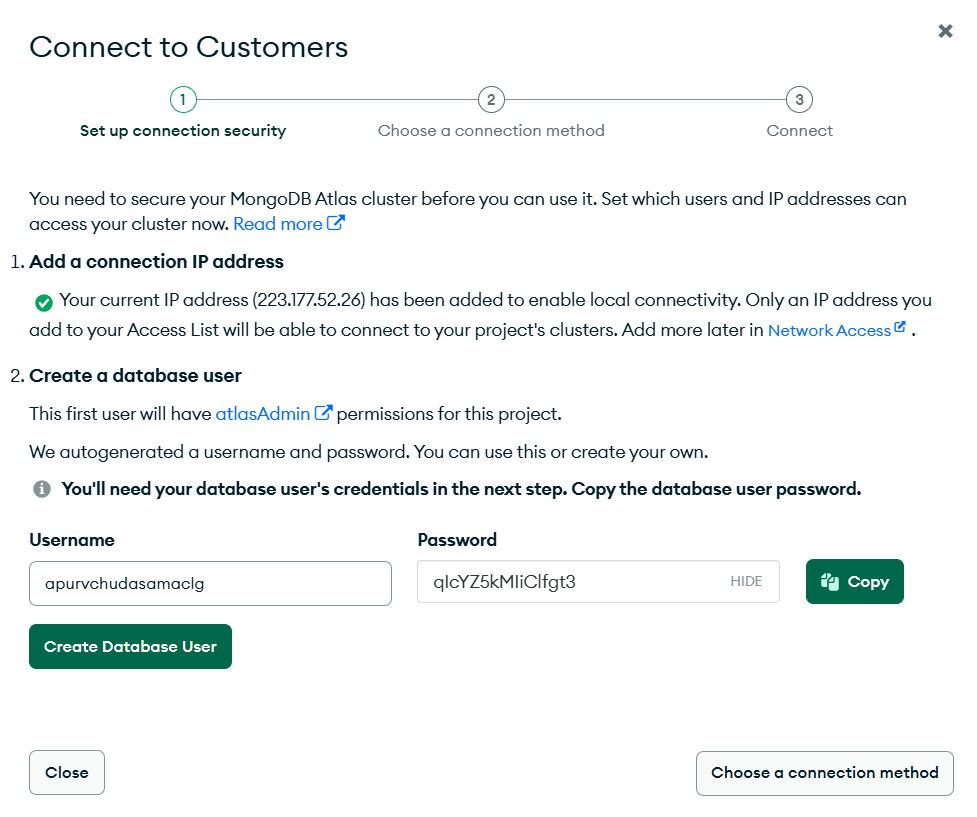 Connect to Customers
1
2
3
Set up connection security
Choose a connection method
Connect
You need to secure your MongoDB Atlas cluster before you can use it. Set which users and IP addresses can
access your cluster now. Read more
1. Add a connection IP address
Your current IP address (223.177.52.26) has been added to enable local connectivity. Only an IP address you
add to your Access List will be able to connect to your project's clusters. Add more later in Network Access .
2. Create a database user
This first user will have atlasAdmin permissions for this project.
We autogenerated a username and password. You can use this or create your own.
You'll need your database user's credentials in the next step. Copy the database user password.
Username
Password
apurvchudasamaclg
qIcYZ5kMIiClfgt3
HIDE
Copy
Create Database User
Close
Choose a connection method